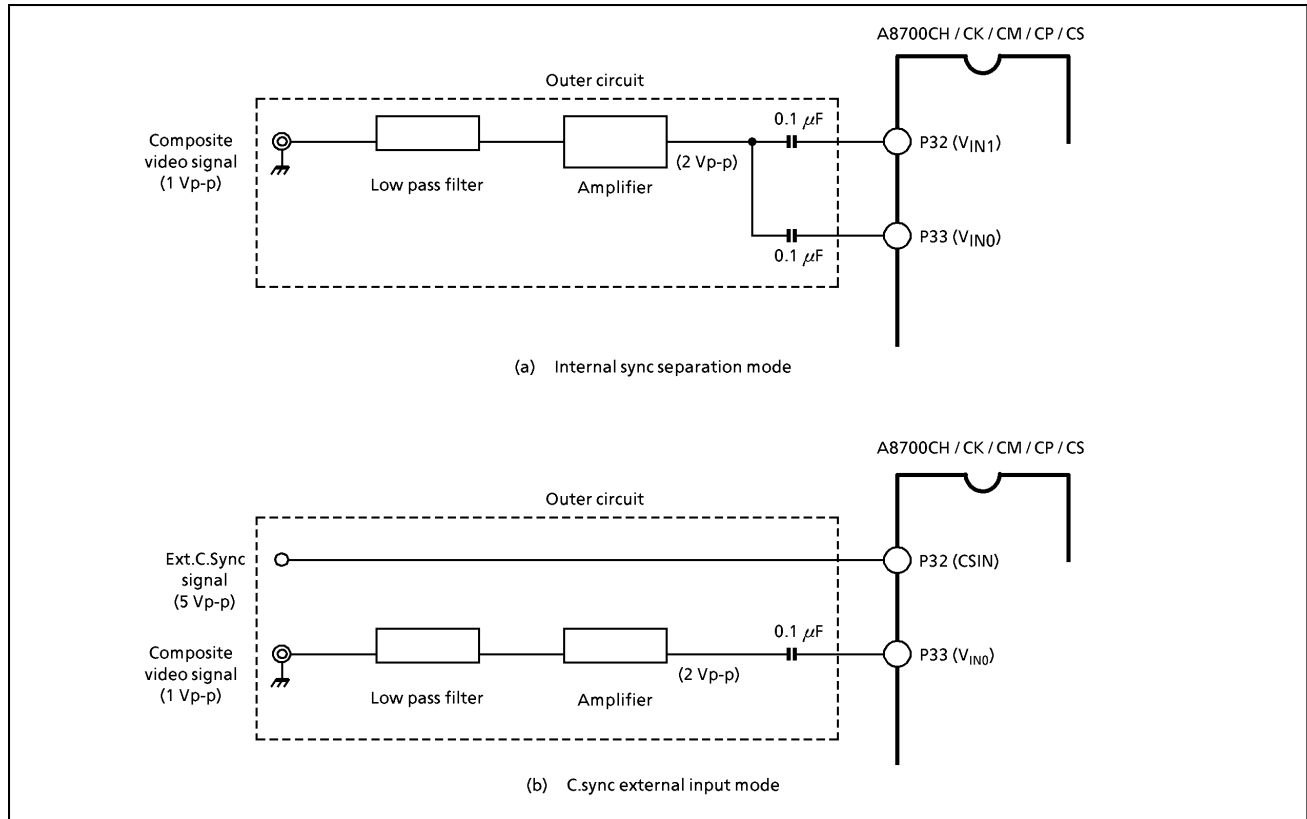 A8700CH / CK / CM / CP / CS
Outer circuit
0.1 μF
Composite
video signal
(1 Vp-p)
(2 Vp-p)
P32 (VIN1)
Low pass filter
Amplifier
P33 (VIN0)
0.1 μF
(a) Internal sync separation mode
A8700CH / CK / CM / CP / CS
Outer circuit
Ext.C.Sync
signal
(5 Vp-p)
P32 (CSIN)
0.1 μF
Composite
video signal
(1 Vp-p)
(2 Vp-p)
P33 (VIN0)
Low pass filter
Amplifier
(b) C.sync external input mode